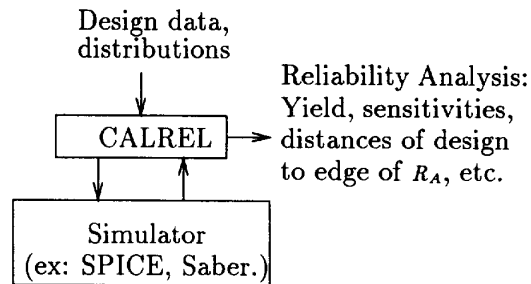 Design data,
distributions
Reliability Analysis:
Yield, sensitivities,
distances of design
to edge of R_A, etc.
CALREL
Simulator
(ex: SPICE, Saber.)